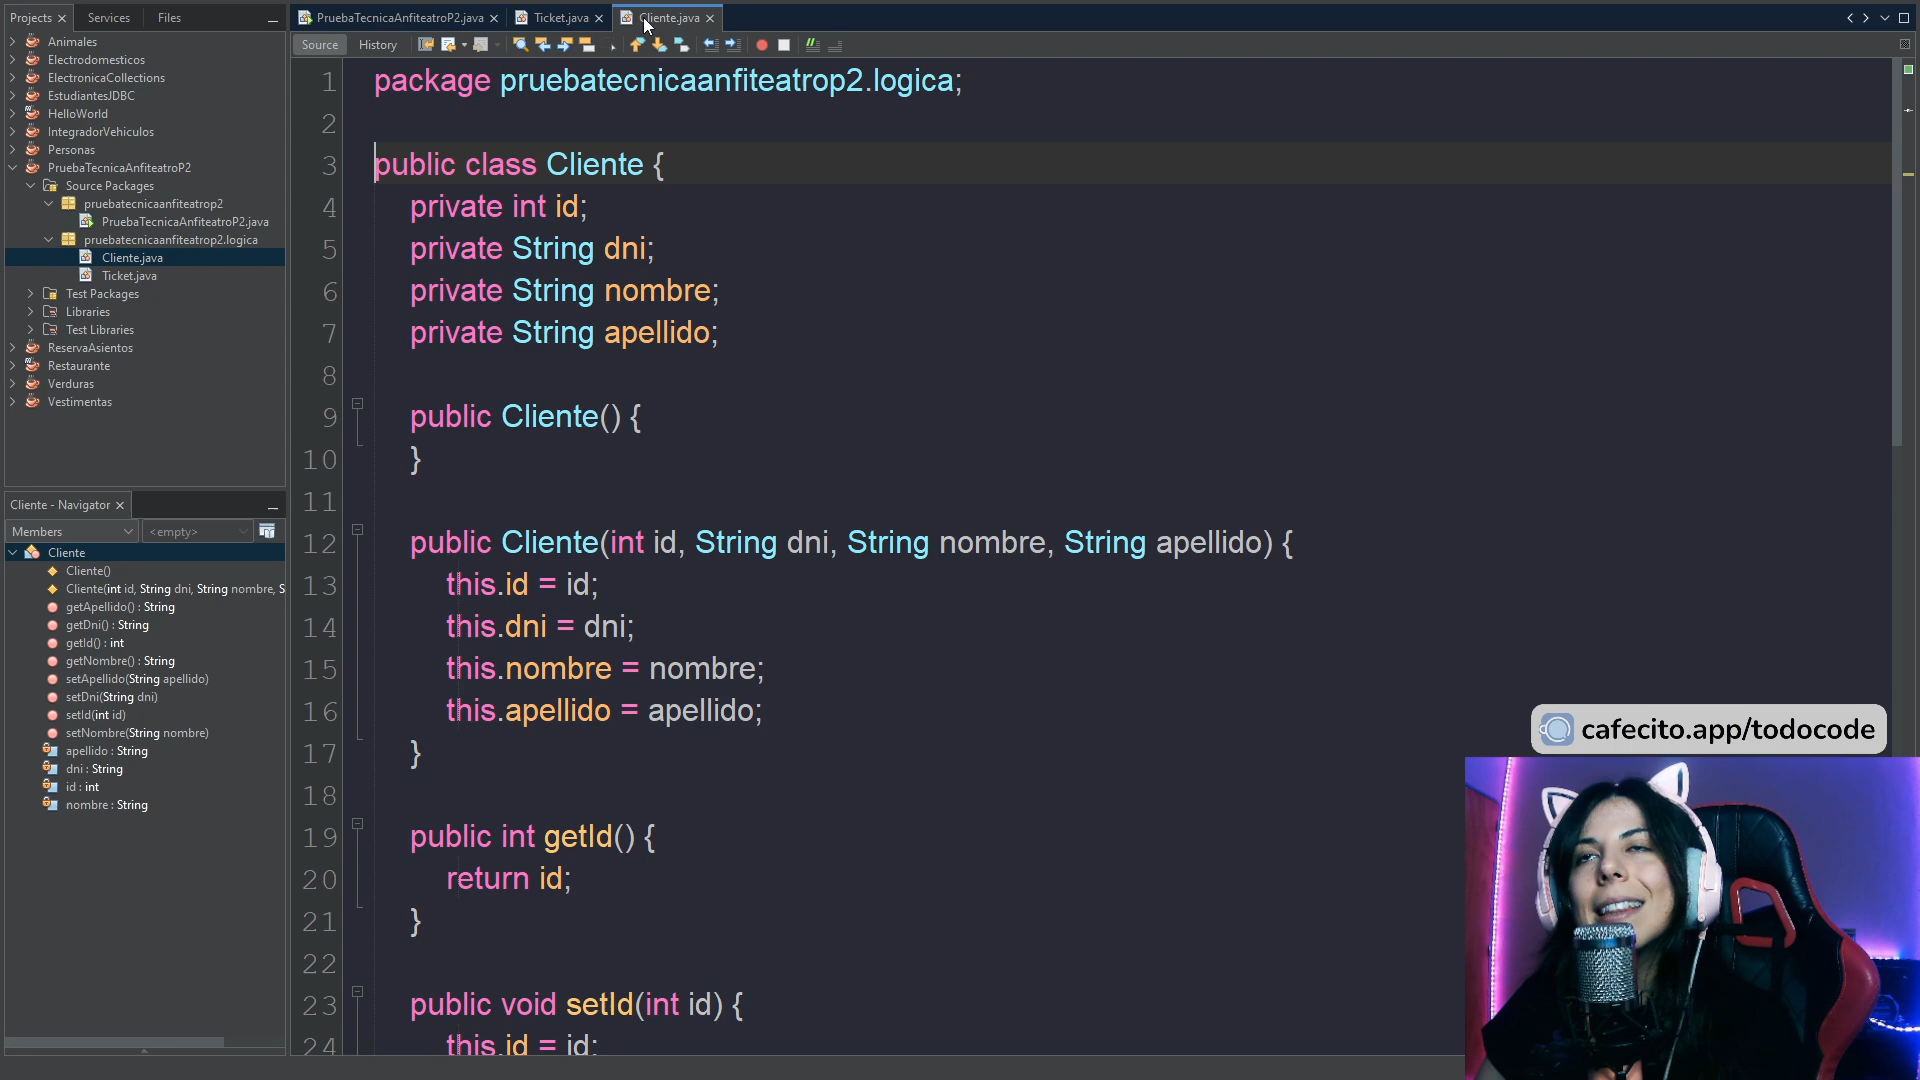 Projects
Services
Files
PruebaTecnicaAnfiteatroP2.java
Ticket.java
Cliente.java
Source
History
Animales
Electrodomesticos
ElectronicaCollections
EstudiantesJDBC
HelloWorld
IntegradorVehiculos
Personas
PruebaTecnicaAnfiteatroP2
Source Packages
pruebatecnicaanfiteatrop2
PruebaTecnicaAnfiteatroP2.java
pruebatecnicaanfiteatrop2.logica
Cliente.java
Ticket.java
Test Packages
Libraries
Test Libraries
ReservaAsientos
Restaurante
Verduras
Vestimentas
Cliente - Navigator
Members
<empty>
Cliente
Cliente()
Cliente(int id, String dni, String nombre, S
getApellido() : String
getDni() : String
getId() : int
getNombre() : String
setApellido(String apellido)
setDni(String dni)
setId(int id)
setNombre(String nombre)
apellido : String
dni : String
id : int
nombre : String
1 package pruebatecnicaanfiteatrop2.logica;
2
3 public class Cliente {
4 private int id;
5 private String dni;
6 private String nombre;
7 private String apellido;
8
9 public Cliente() {
10 }
11
12 public Cliente(int id, String dni, String nombre, String apellido) {
13 this.id = id;
14 this.dni = dni;
15 this.nombre = nombre;
16 this.apellido = apellido;
17 }
18
19 public int getId() {
20 return id;
21 }
22
23 public void setId(int id) {
24 this.id = id;
cafecito.app/todocode